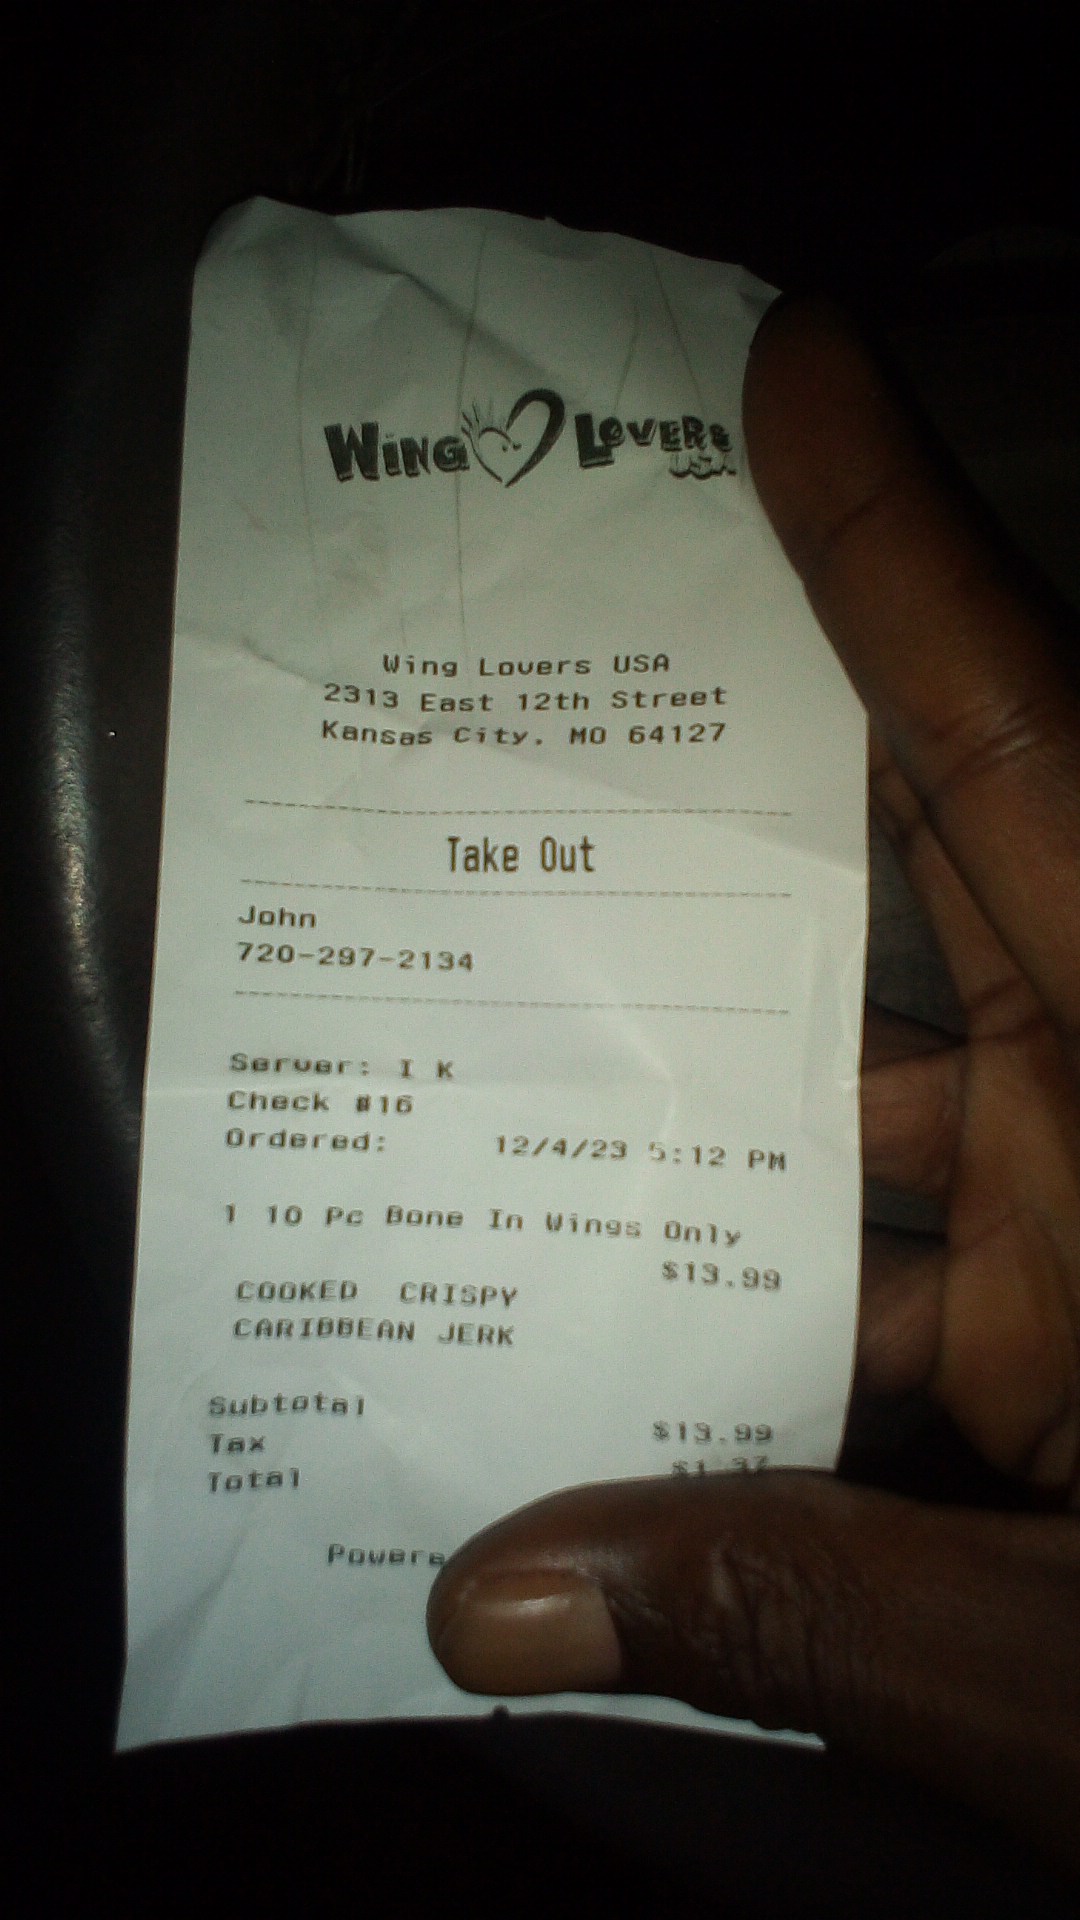 WING LOVERS
USA
Wing Lovers USA
2313 East 12th Street
Kansas City, MO 64127
Take Out
John
720-297-2134
Server: I K
Check #16
Ordered: 12/4/23 5:12 PM
1 10 Pc Bone In Wings Only
$13.99
COOKED CRISPY
CARIBBEAN JERK
Subtotal $13.99
Tax $1.37
Total